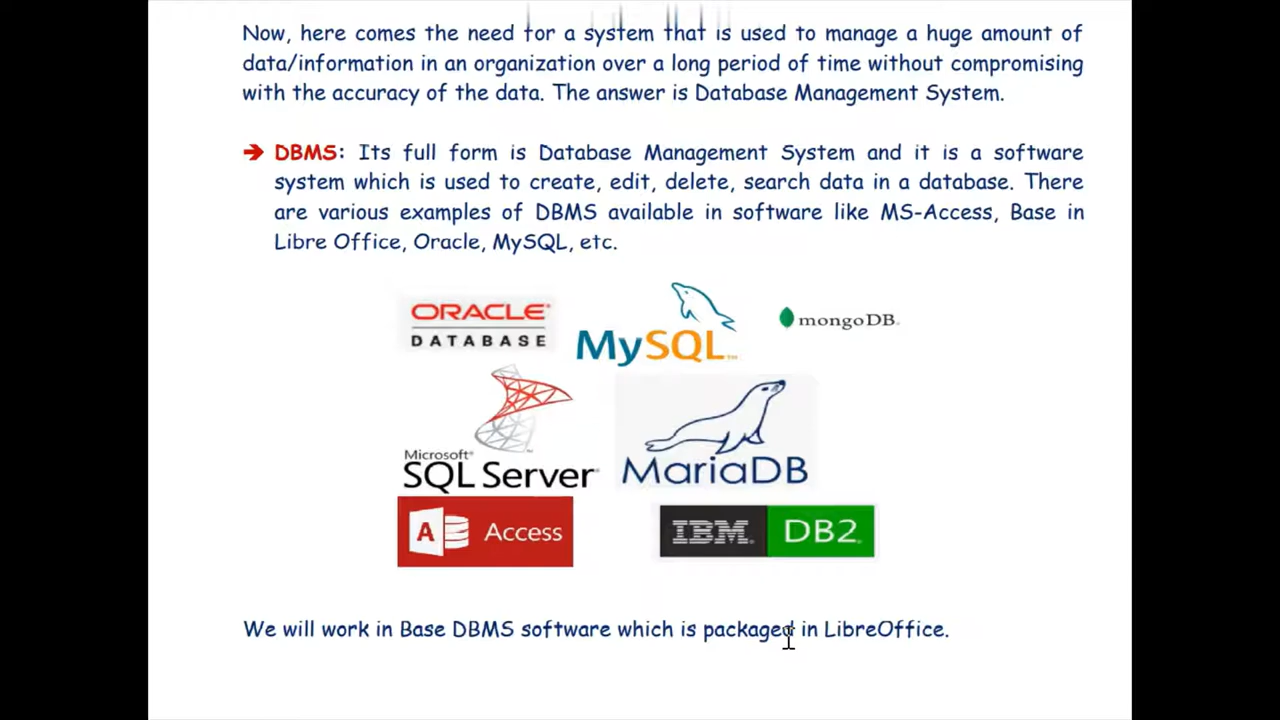 Now, here comes the need for a system that is used to manage a huge amount of
data/information in an organization over a long period of time without compromising
with the accuracy of the data. The answer is Database Management System.
➔ DBMS: Its full form is Database Management System and it is a software
system which is used to create, edit, delete, search data in a database. There
are various examples of DBMS available in software like MS-Access, Base in
Libre Office, Oracle, MySQL, etc.
ORACLE®
DATABASE
MySQL™
mongoDB.
Microsoft®
SQL Server®
MariaDB
A Access
IBM. DB2.
We will work in Base DBMS software which is packaged in LibreOffice.